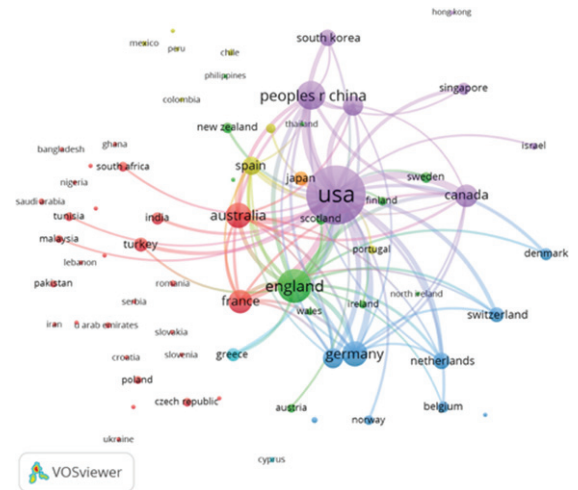 hong kong
south korea
mexico
peru
chile
philippines
singapore
colombia
peoples r china
new zealand
thailand
israel
bangladesh
ghana
south africa
spain
japan
sweden
nigeria
usa
canada
finland
saudi arabia
tunisia
india
australia
scotland
malaysia
turkey
portugal
denmark
lebanon
pakistan
romania
england
north ireland
serbia
france
wales
ireland
switzerland
iran
u arab emirates
slovakia
croatia
slovenia
greece
germany
netherlands
poland
czech republic
austria
norway
belgium
ukraine
cyprus
VOSviewer